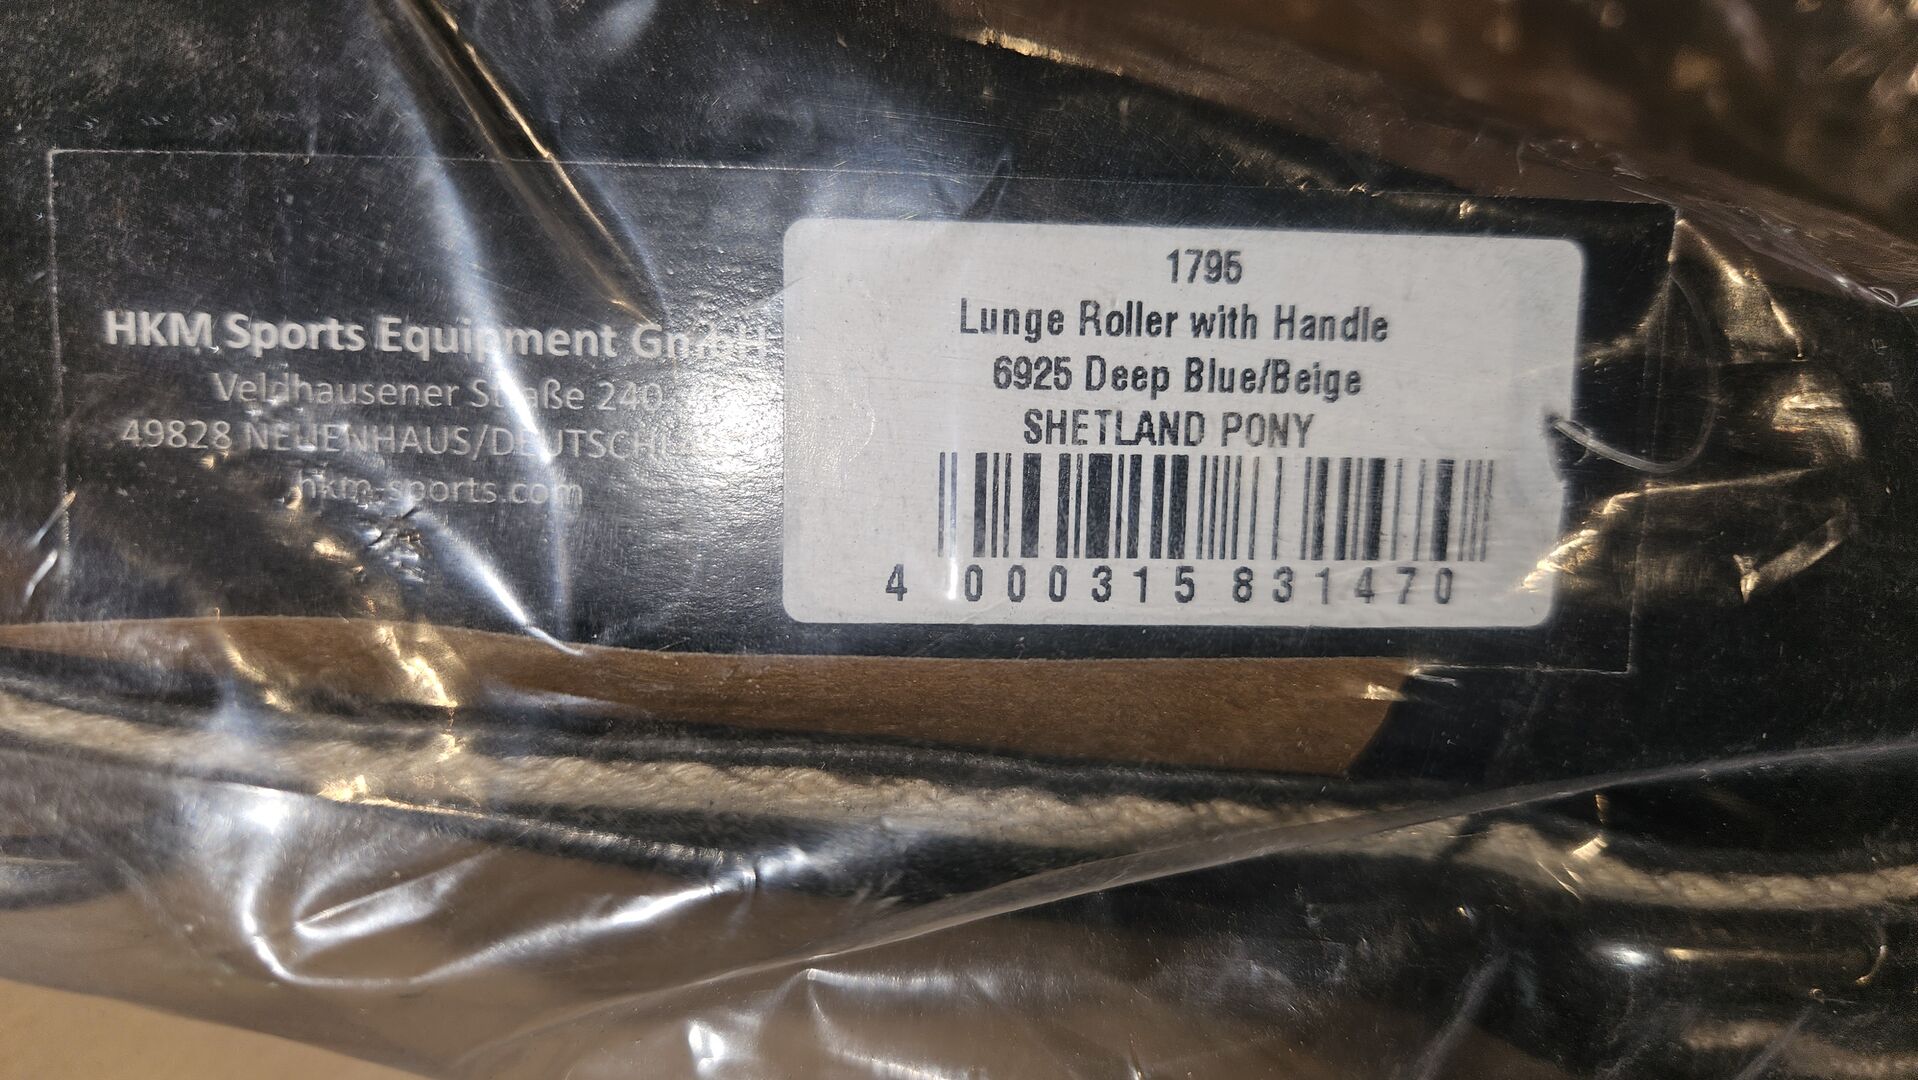 HKM Sports Equipment GmbH
Veldhausener Straße 240
49828 NEUENHAUS/DEUTSCHLAND
hkm-sports.com
1795
Lunge Roller with Handle
6925 Deep Blue/Beige
SHETLAND PONY
4 000315 831470